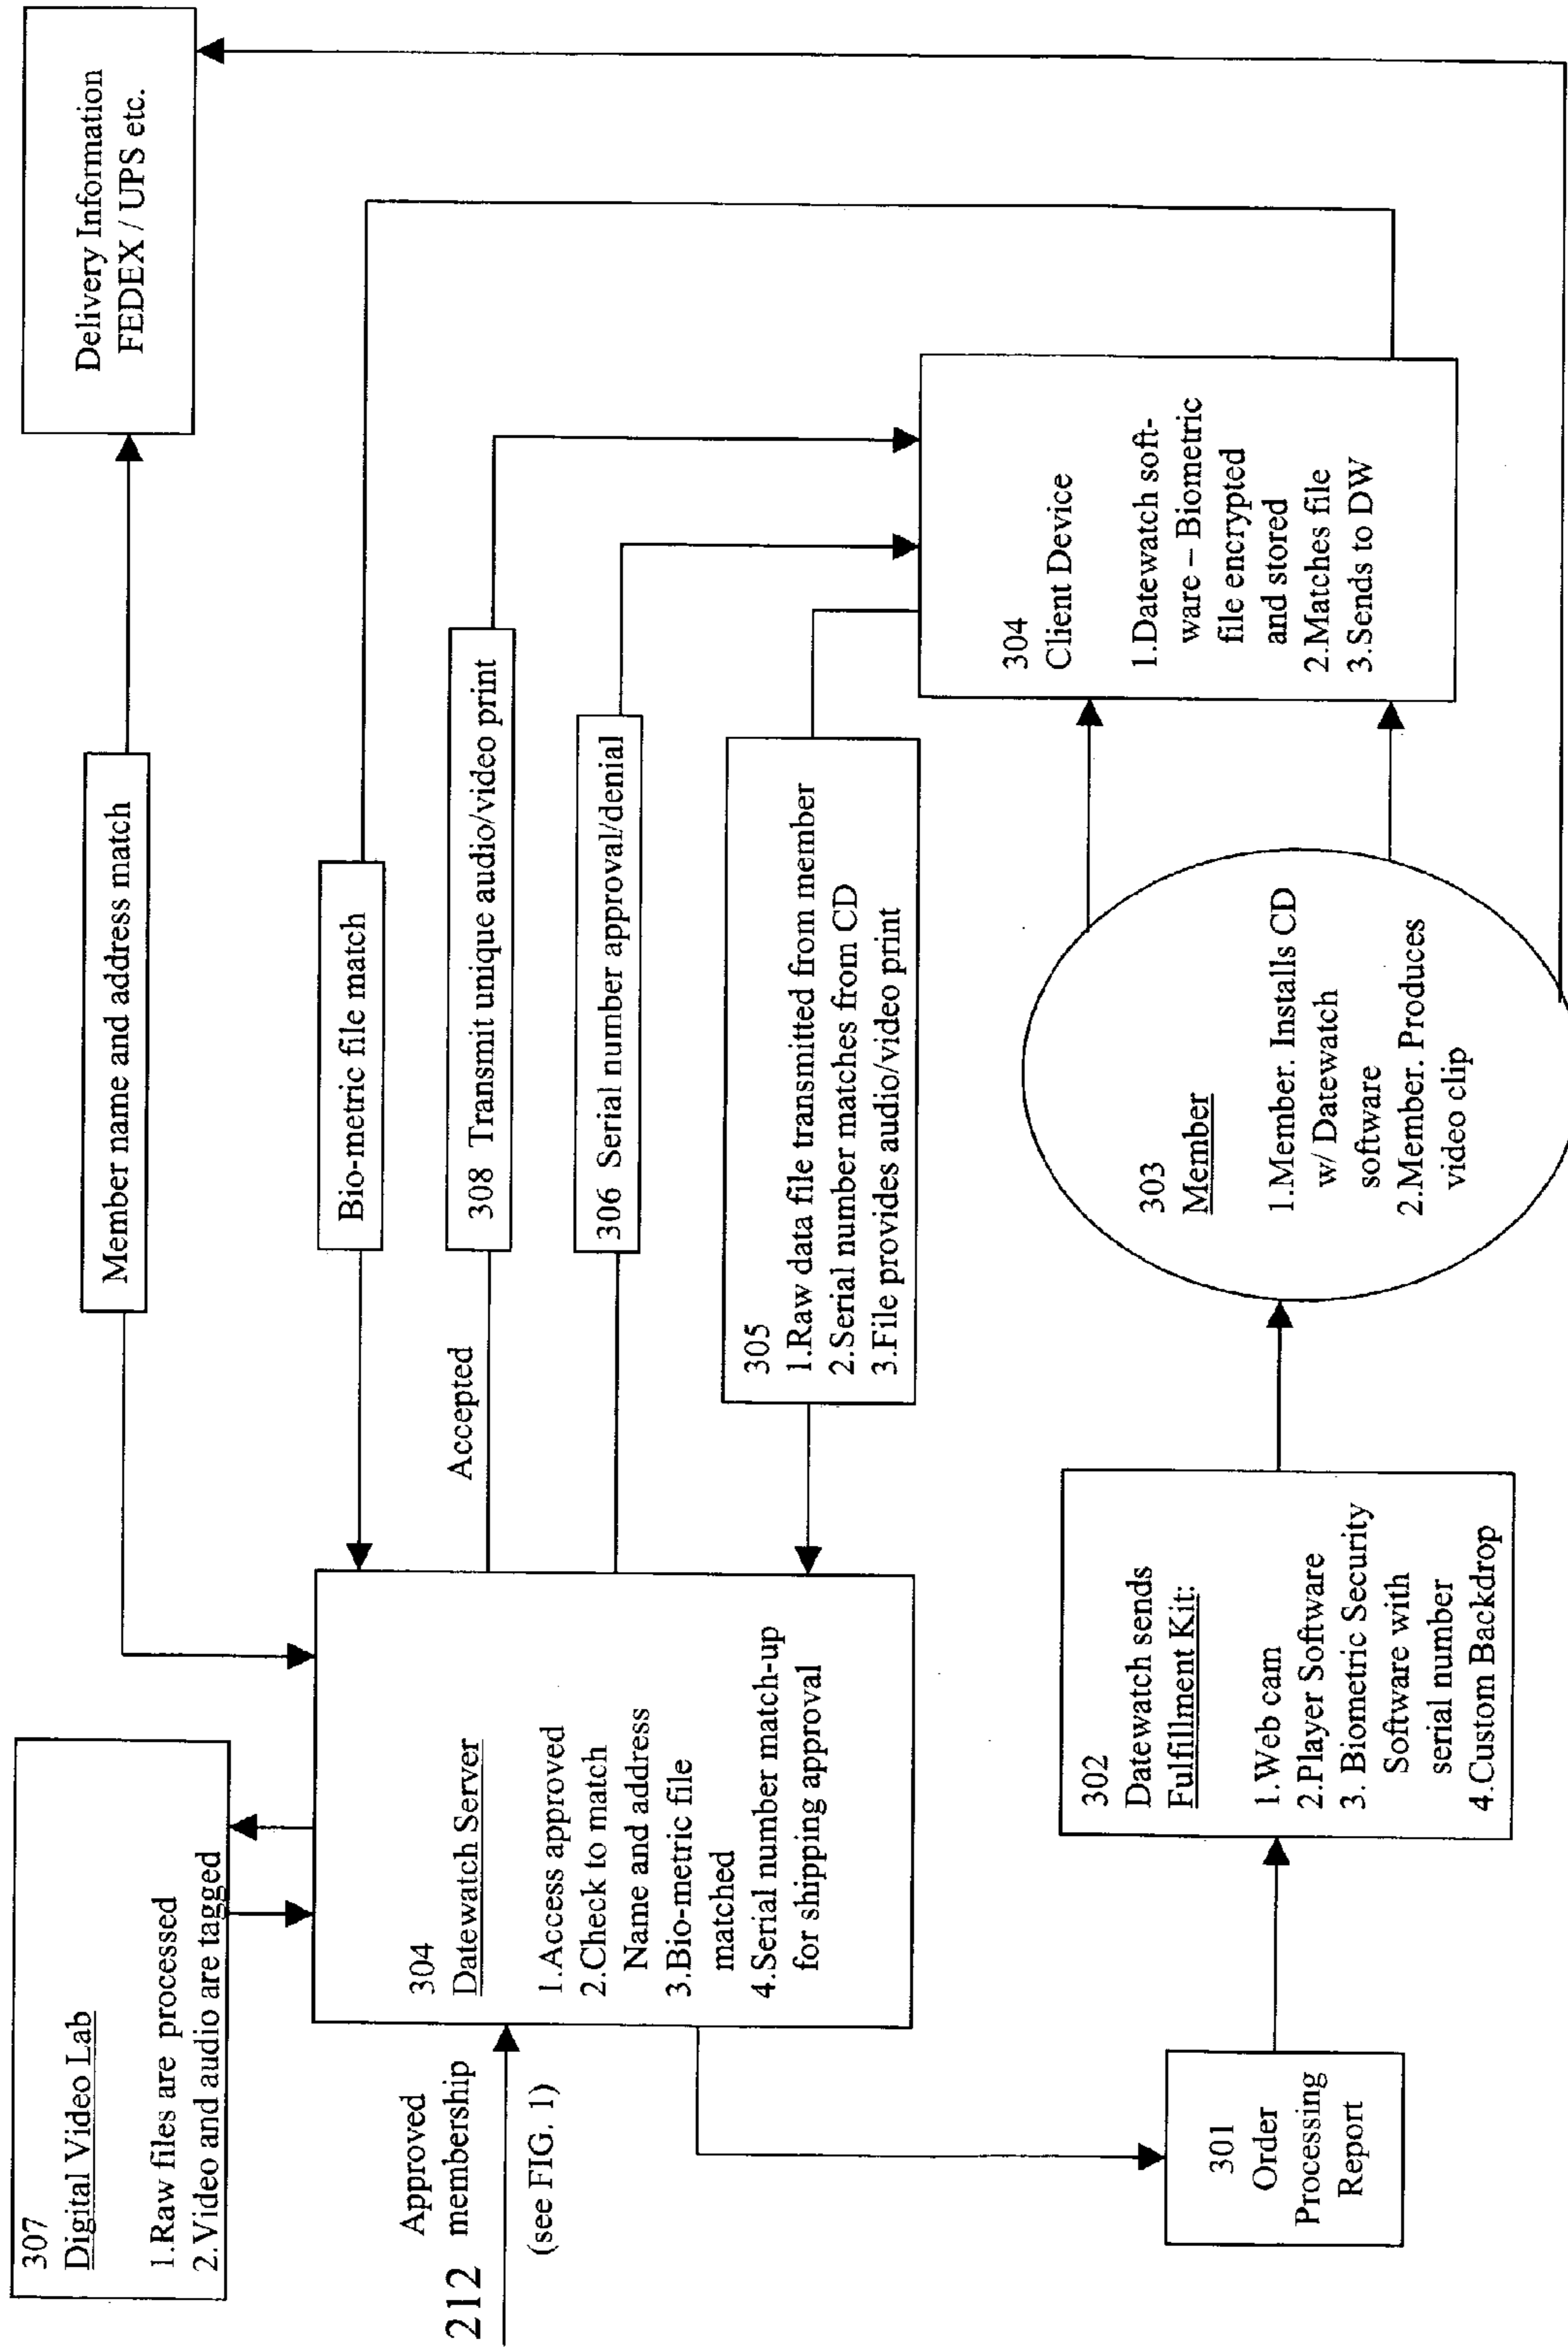 307
Digital Video Lab
1.Raw files are processed
2.Video and audio are tagged
Member name and address match
Delivery Information
FEDEX / UPS etc.
212
Approved
membership
(see FIG. 1)
304
Datewatch Server
1.Access approved
2.Check to match
Name and address
3.Bio-metric file
matched
4.Serial number match-up
for shipping approval
Bio-metric file match
Accepted
308 Transmit unique audio/video print
306 Serial number approval/denial
305
1.Raw data file transmitted from member
2.Serial number matches from CD
3.File provides audio/video print
304
Client Device
1.Datewatch soft-
ware – Biometric
file encrypted
and stored
2.Matches file
3.Sends to DW
301
Order
Processing
Report
302
Datewatch sends
Fulfillment Kit:
1.Web cam
2.Player Software
3. Biometric Security
Software with
serial number
4.Custom Backdrop
303
Member
1.Member. Installs CD
w/ Datewatch
software
2.Member. Produces
video clip